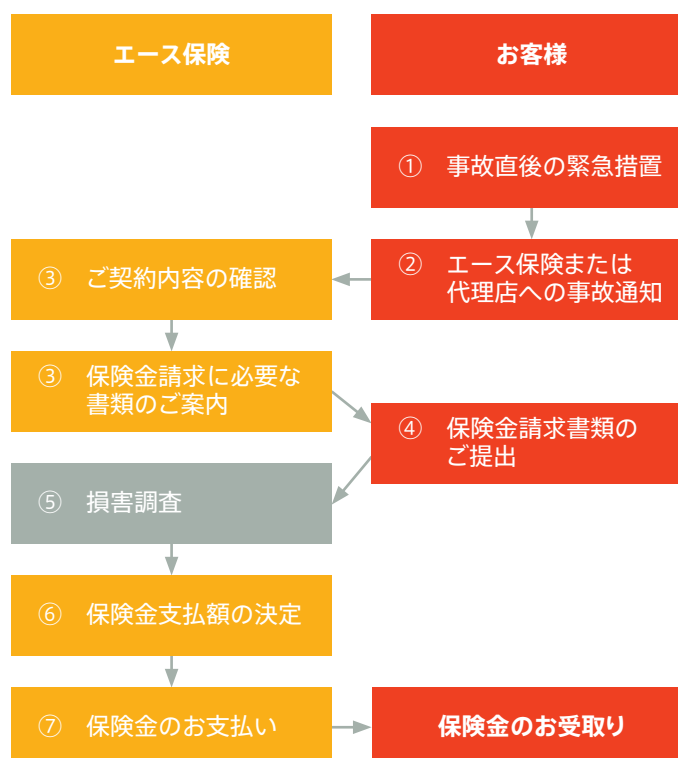 エース保険
お客様
① 事故直後の緊急措置
② エース保険または
代理店への事故通知
③ ご契約内容の確認
③ 保険金請求に必要な
書類のご案内
④ 保険金請求書類の
ご提出
⑤ 損害調査
⑥ 保険金支払額の決定
⑦ 保険金のお支払い
保険金のお受取り